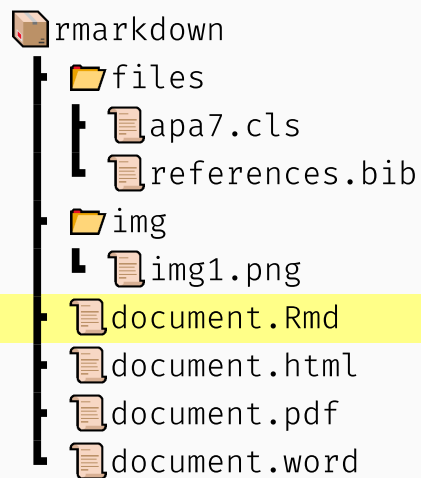 rmarkdown
files
apa7.cls
references.bib
img
img1.png
document.Rmd
document.html
document.pdf
document.word